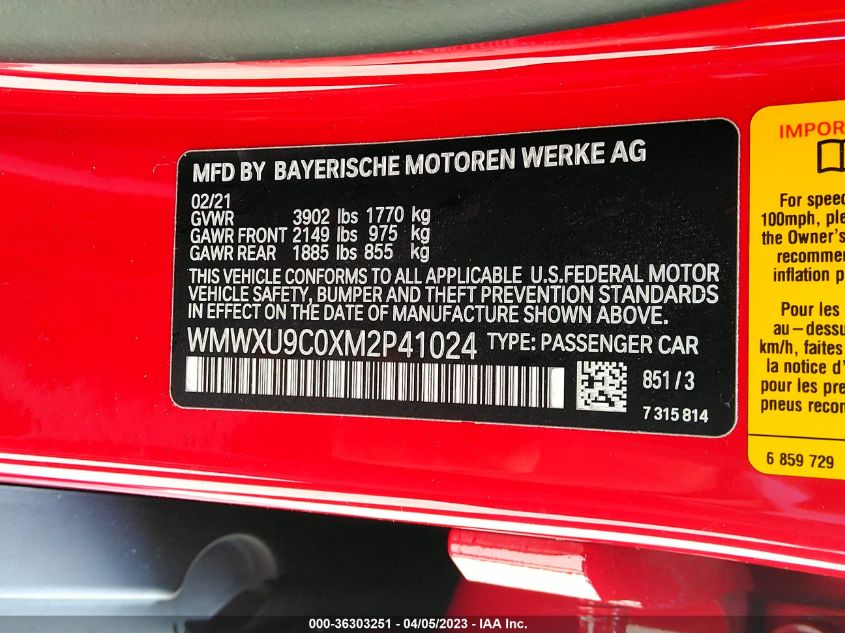 MFD BY BAYERISCHE MOTOREN WERKE AG
02/21
GVWR 3902 lbs 1770 kg
GAWR FRONT 2149 lbs 975 kg
GAWR REAR 1885 lbs 855 kg
THIS VEHICLE CONFORMS TO ALL APPLICABLE U.S.FEDERAL MOTOR
VEHICLE SAFETY, BUMPER AND THEFT PREVENTION STANDARDS
IN EFFECT ON THE DATE OF MANUFACTURE SHOWN ABOVE.
WMWXU9C0XM2P41024 TYPE: PASSENGER CAR
851/3
7 315 814
IMPOR
For speed
100mph, ple
the Owner's
recomme
inflation p
Pour les
au-dessu
km/h, faites
la notice d'
pour les pre
pneus recon
6 859 729
000-36303251 - 04/05/2023 - IAA Inc.